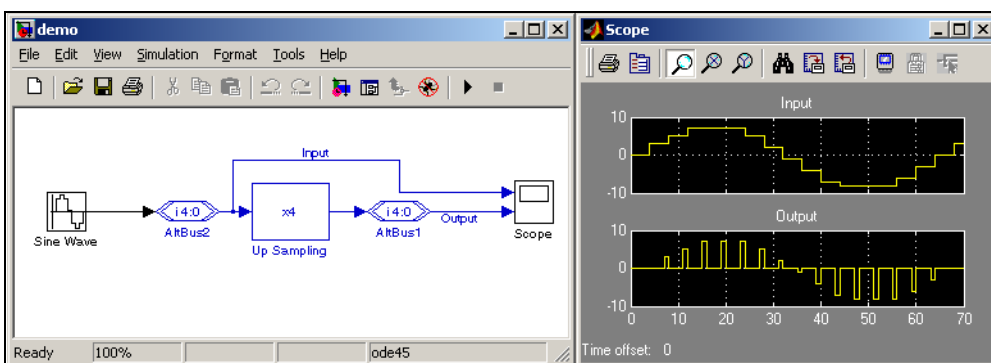 demo
File Edit View Simulation Format Tools Help
Input
i 4:0
x4
i 4:0
Output
Sine Wave
AltBus2
Up Sampling
AltBus1
Scope
Ready 100% ode45
Scope
Input
10
0
-10
Output
10
0
-10
0 10 20 30 40 50 60 70
Time offset: 0